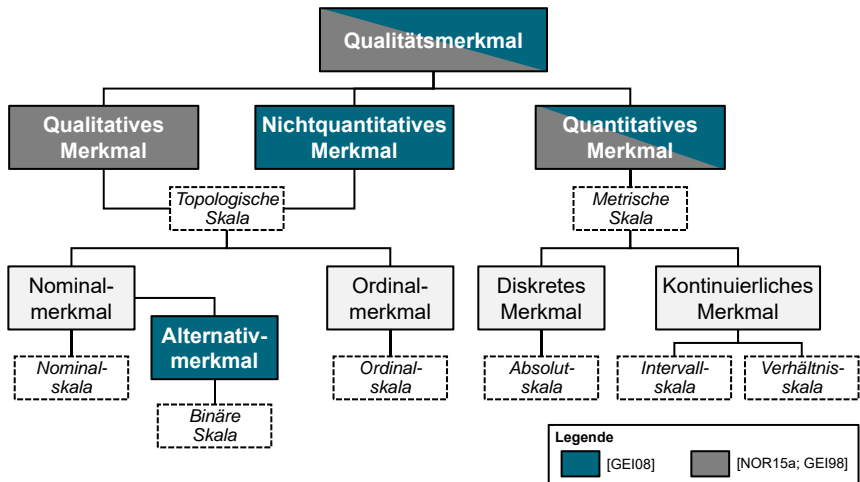 Qualitätsmerkmal
Qualitatives
Merkmal
Nichtquantitatives
Merkmal
Quantitatives
Merkmal
Topologische
Skala
Metrische
Skala
Nominal-
merkmal
Ordinal-
merkmal
Diskretes
Merkmal
Kontinuierliches
Merkmal
Alternativ-
merkmal
Nominal-
skala
Ordinal-
skala
Absolut-
skala
Intervall-
skala
Verhältnis-
skala
Binäre
Skala
Legende
[GEI08]
[NOR15a; GEI98]